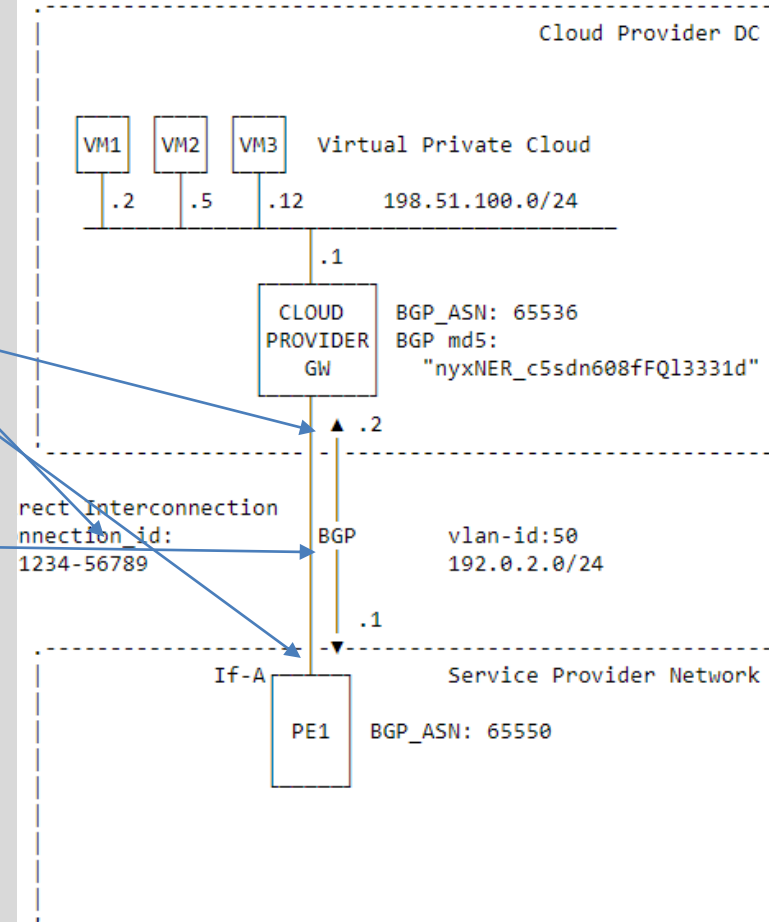 Cloud Provider DC
VM1 VM2 VM3 Virtual Private Cloud
.2 .5 .12 198.51.100.0/24
.1
CLOUD BGP_ASN: 65536
PROVIDER BGP md5:
GW "nyxNER_c5sdn608fFQl3331d"
▲ .2
rect Interconnection
nnection_id: BGP vlan-id:50
1234-56789 192.0.2.0/24
.1
▼
If-A Service Provider Network
PE1 BGP_ASN: 65550